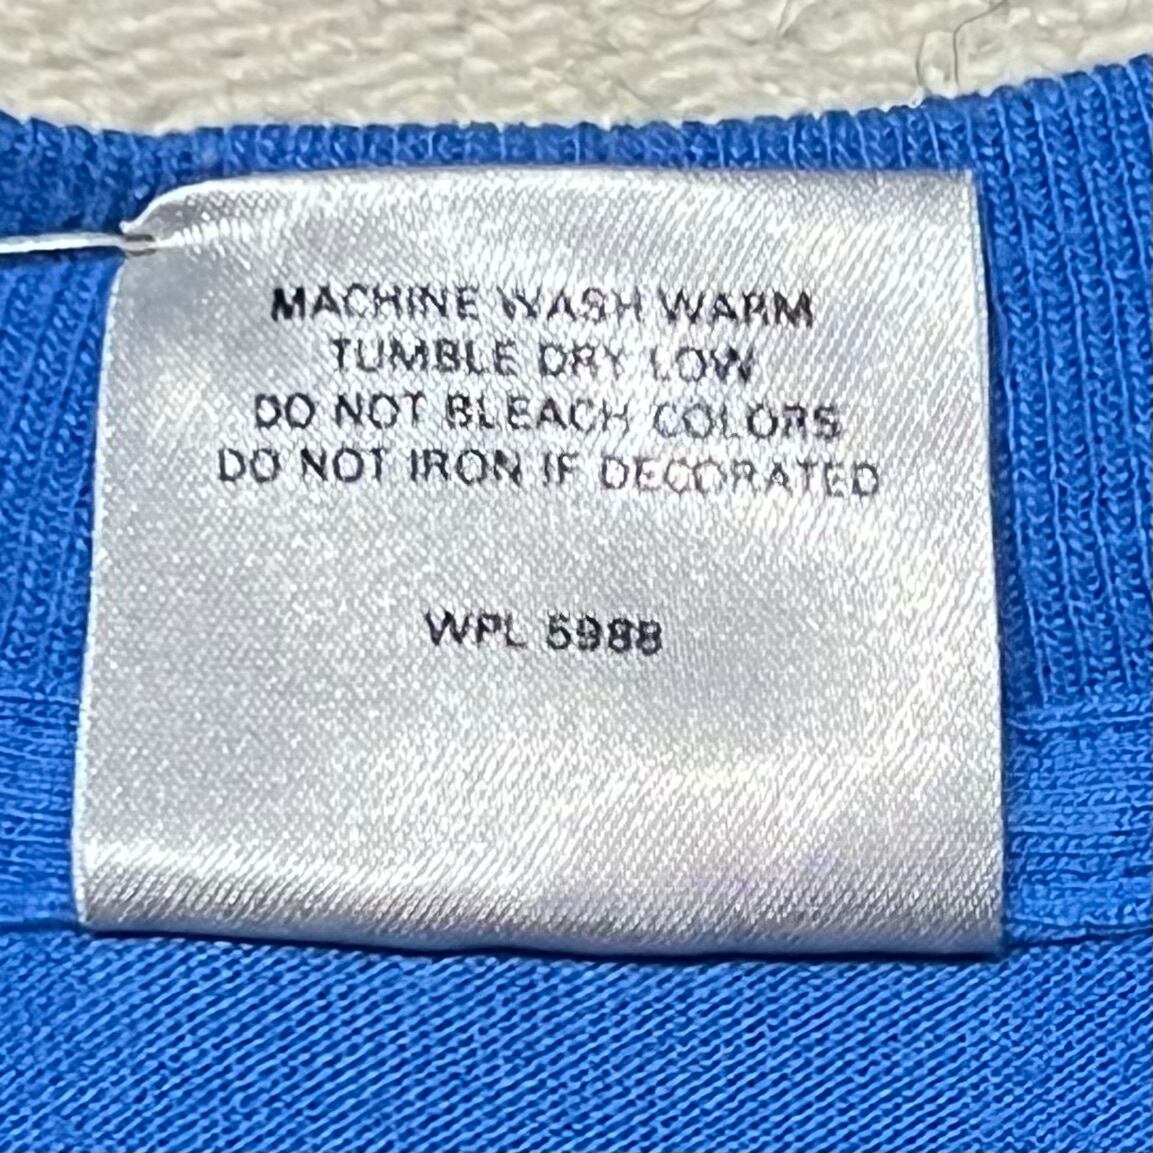 MACHINE WASH WARM
TUMBLE DRY LOW
DO NOT BLEACH COLORS
DO NOT IRON IF DECORATED
WPL 5988